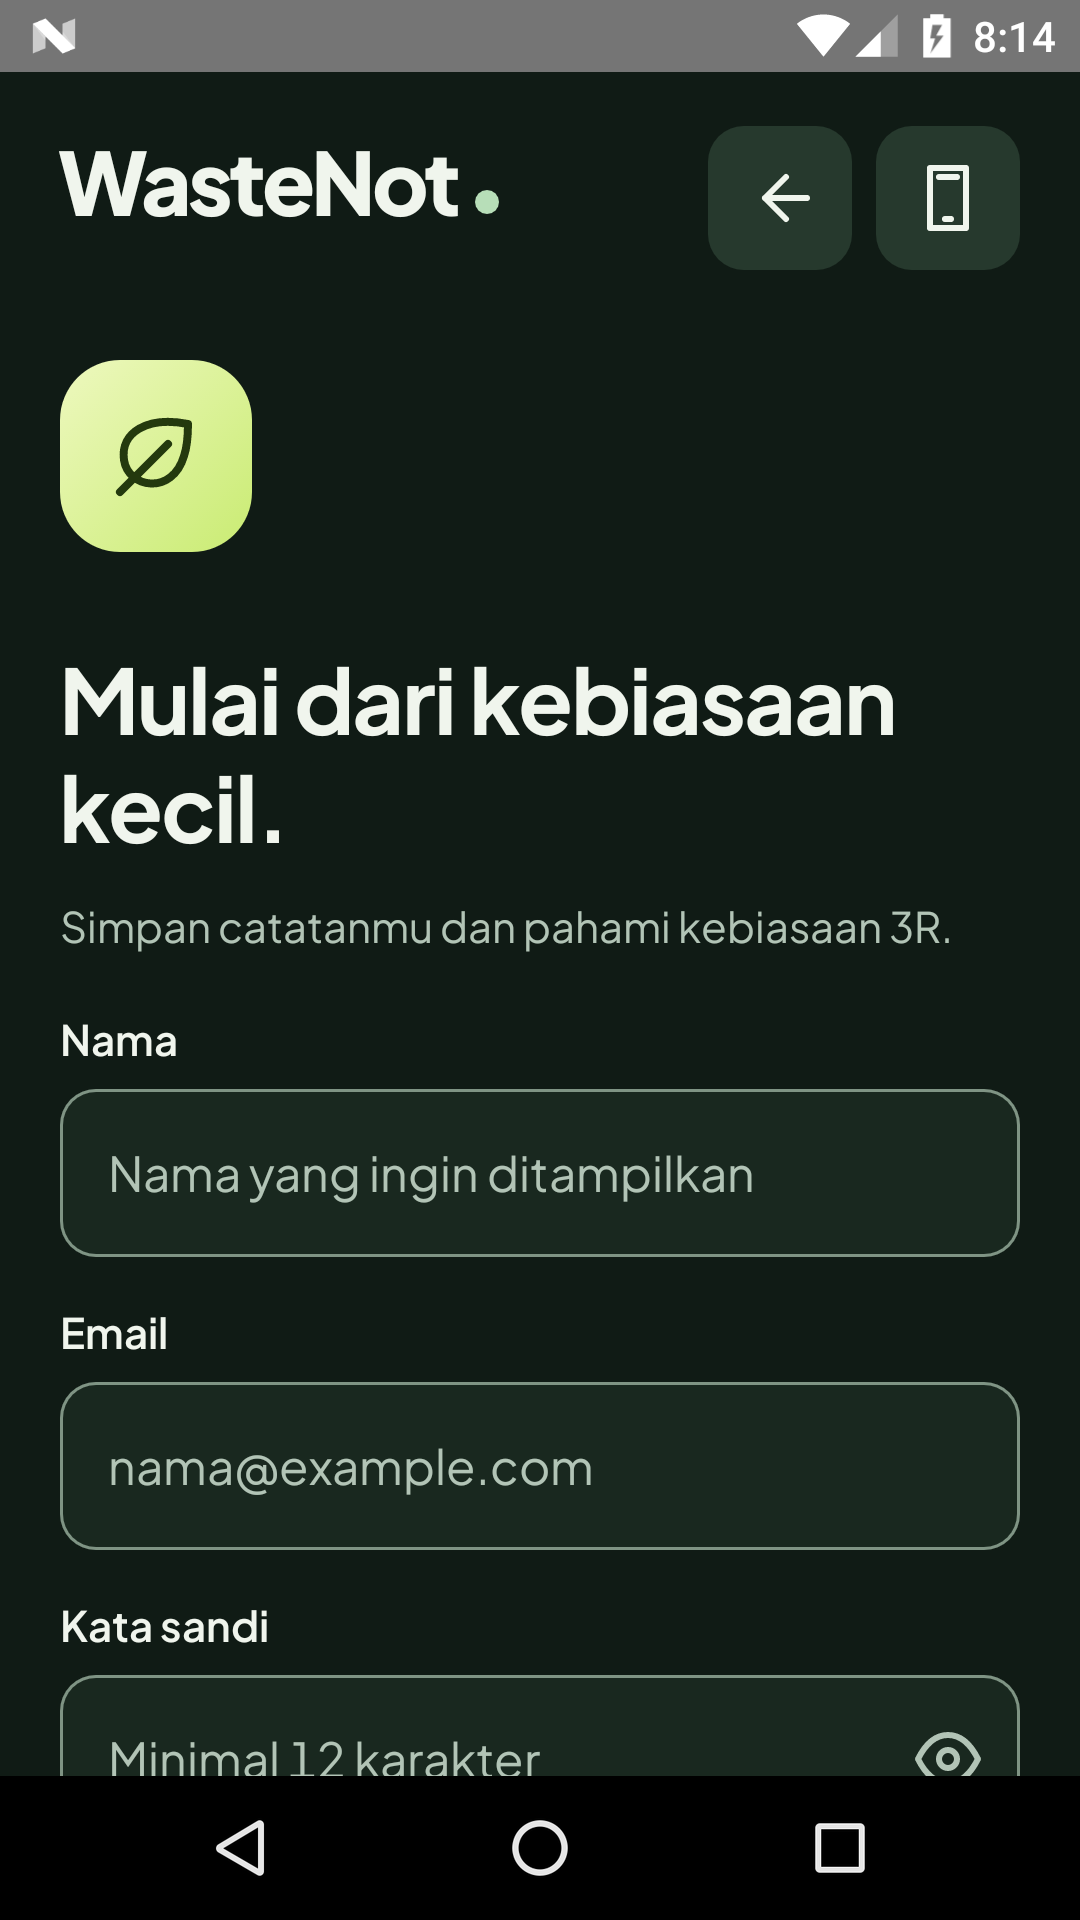 8:14
WasteNot
Mulai dari kebiasaan
kecil.
Simpan catatanmu dan pahami kebiasaan 3R.
Nama
Nama yang ingin ditampilkan
Email
nama@example.com
Kata sandi
Minimal 12 karakter